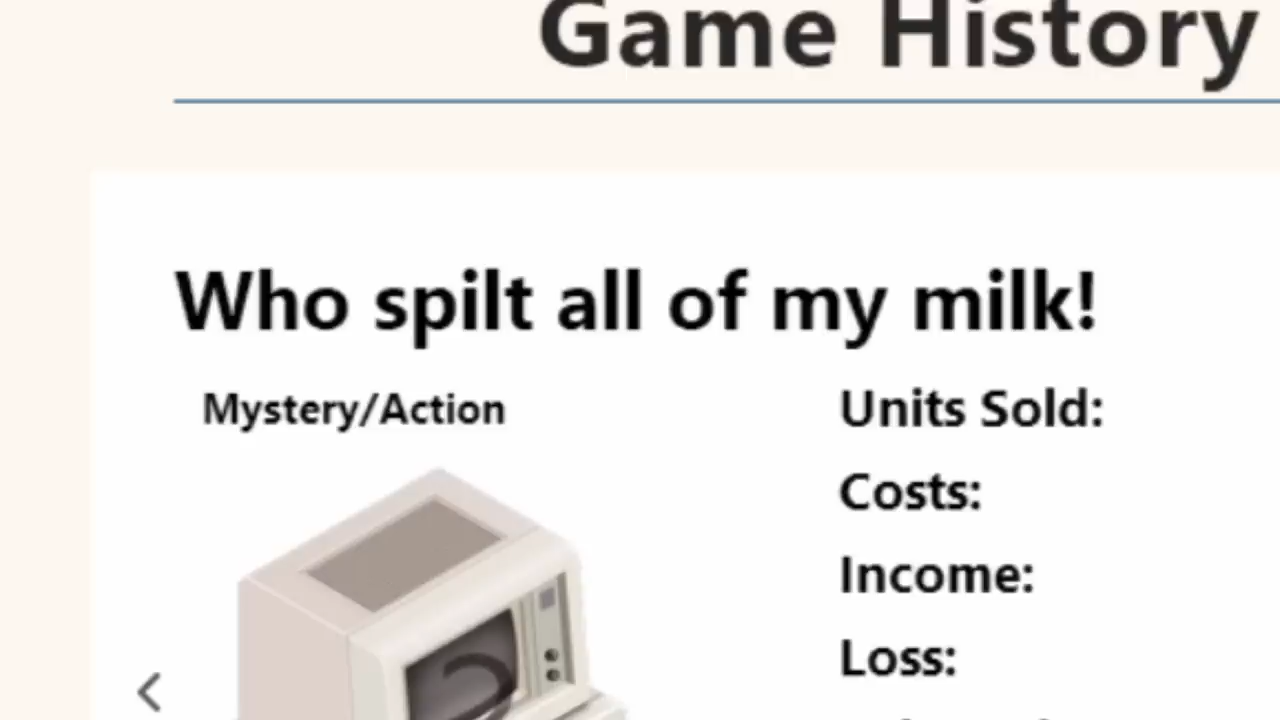 Game History
Who spilt all of my milk!
Mystery/Action
Units Sold:
Costs:
Income:
Loss: